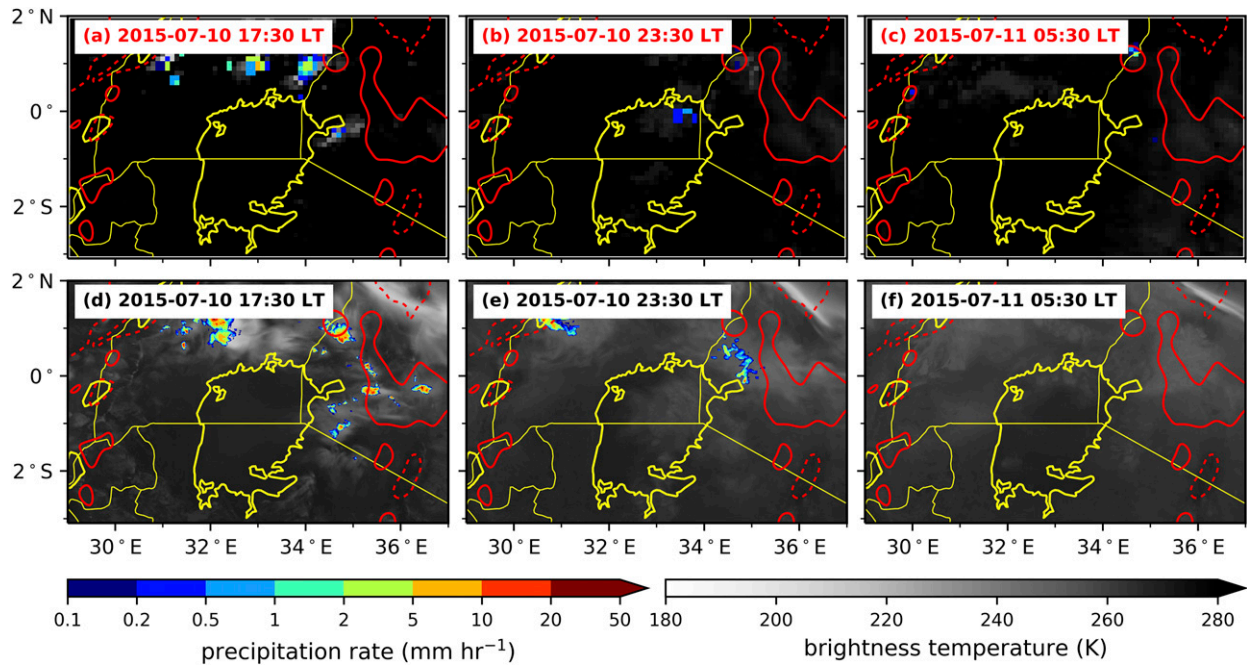 (a) 2015-07-10 17:30 LT
(b) 2015-07-10 23:30 LT
(c) 2015-07-11 05:30 LT
2°N
0°
2°S
(d) 2015-07-10 17:30 LT
(e) 2015-07-10 23:30 LT
(f) 2015-07-11 05:30 LT
2°N
0°
2°S
30°E 32°E 34°E 36°E 30°E 32°E 34°E 36°E 30°E 32°E 34°E 36°E
0.1 0.2 0.5 1 2 5 10 20 50 180 200 220 240 260 280
precipitation rate (mm hr⁻¹) brightness temperature (K)